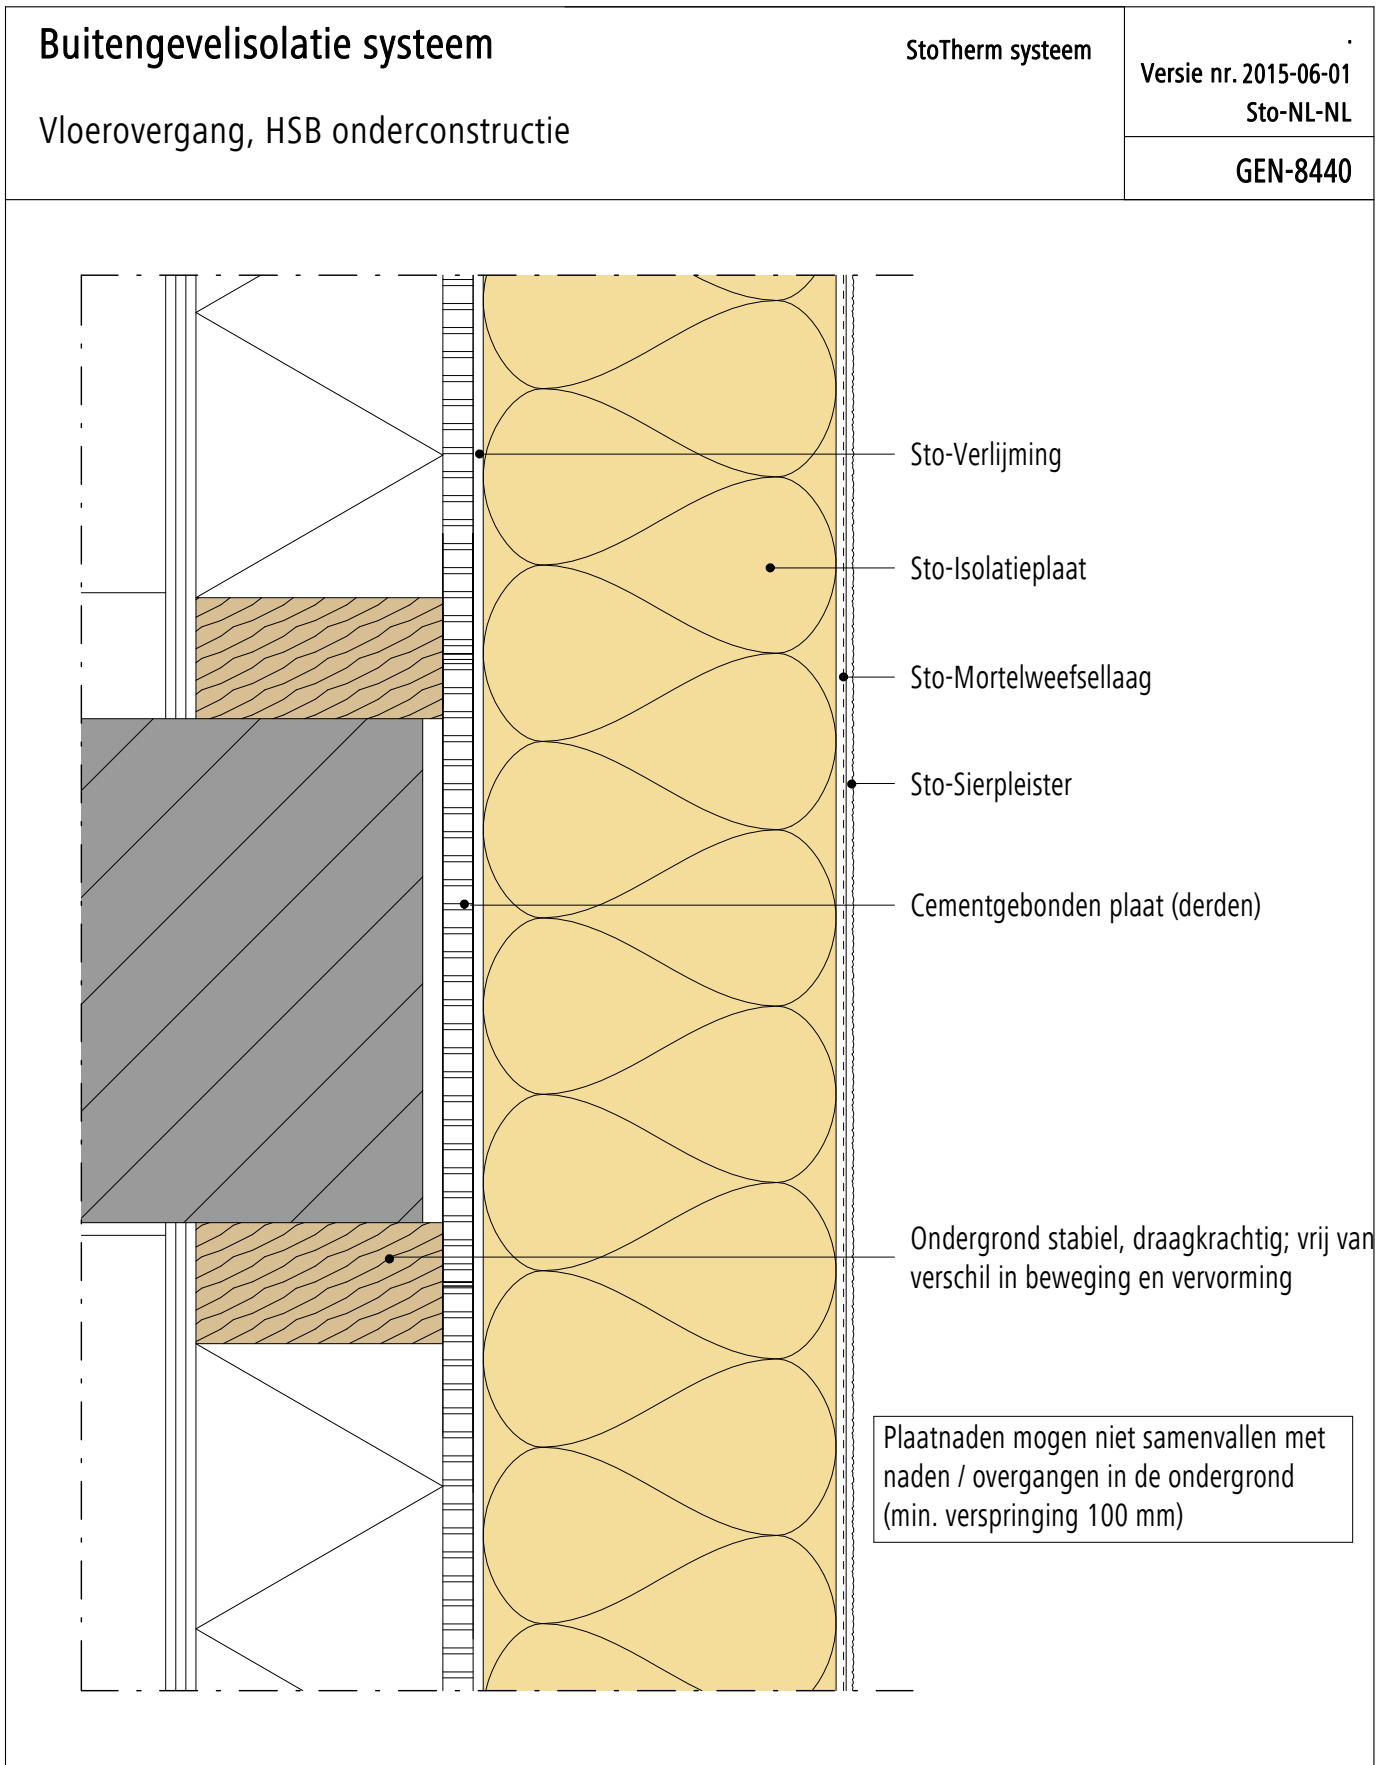 Buitengevelisolatie systeem
StoTherm systeem
.
Versie nr. 2015-06-01
Sto-NL-NL
Vloerovergang, HSB onderconstructie
GEN-8440
Sto-Verlijming
Sto-Isolatieplaat
Sto-Mortelweefsellaag
Sto-Sierpleister
Cementgebonden plaat (derden)
Ondergrond stabiel, draagkrachtig; vrij van
verschil in beweging en vervorming
Plaatnaden mogen niet samenvallen met
naden / overgangen in de ondergrond
(min. verspringing 100 mm)